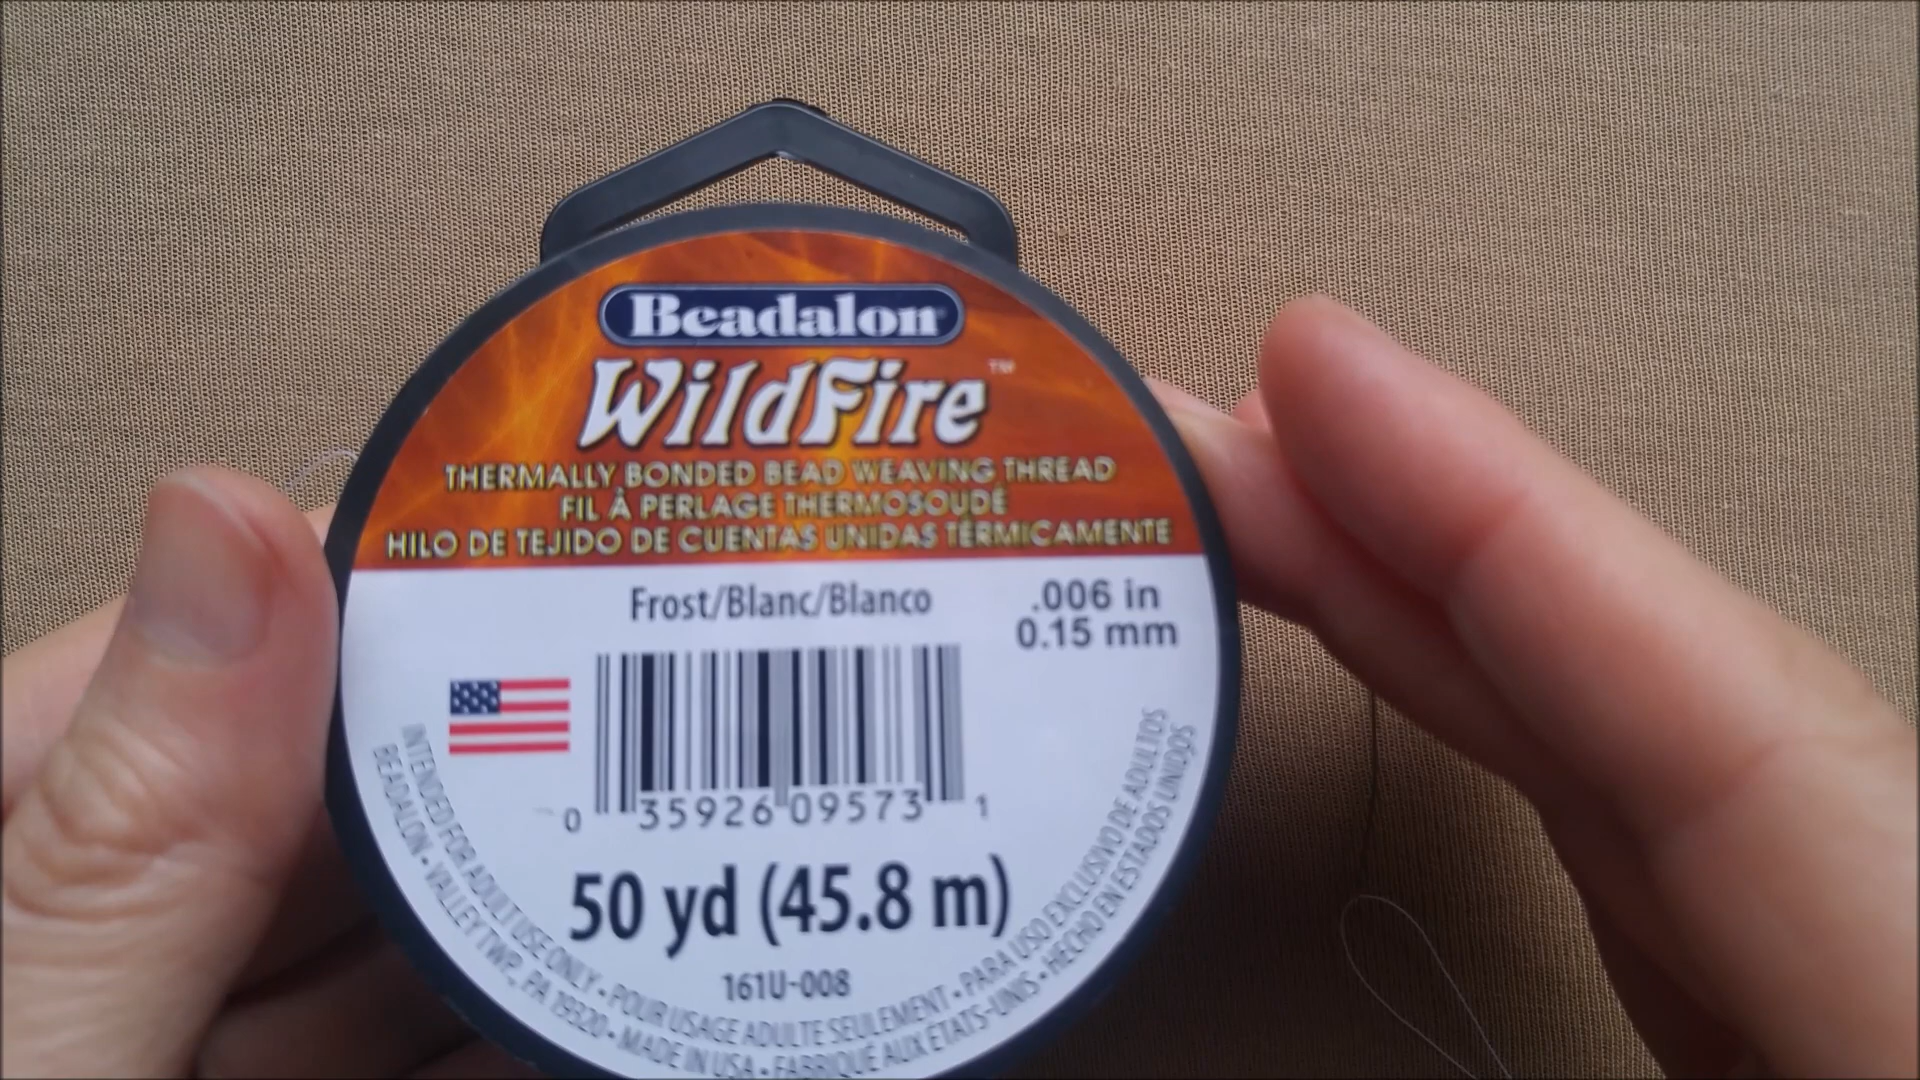 Beadalon
WildFire™
THERMALLY BONDED BEAD WEAVING THREAD
FIL À PERLAGE THERMOSOUDÉ
HILO DE TEJIDO DE CUENTAS UNIDAS TÉRMICAMENTE
Frost/Blanc/Blanco
.006 in
0.15 mm
0 35926 09573 1
50 yd (45.8 m)
161U-008
INTENDED FOR ADULT USE ONLY • POUR USAGE ADULTE SEULEMENT • PARA USO EXCLUSIVO DE ADULTOS
BEADALON • VALLEY TWP., PA 19320 • MADE IN USA • FABRIQUÉ AUX ÉTATS-UNIS • HECHO EN ESTADOS UNIDOS